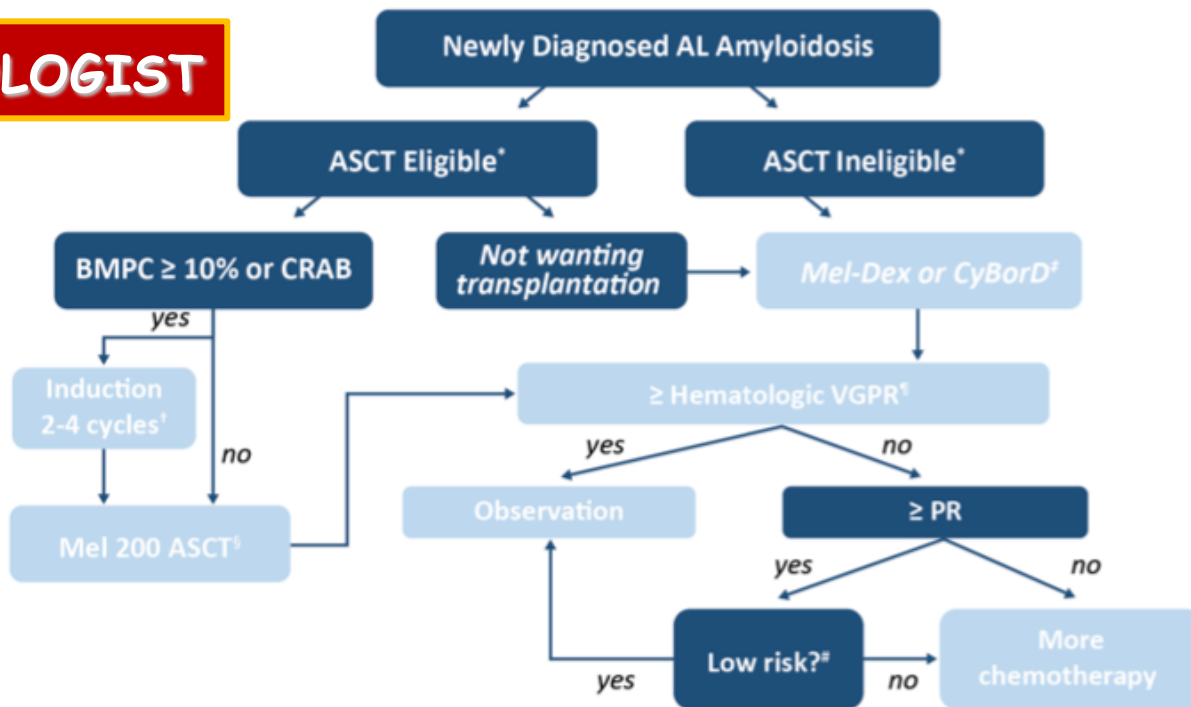 LOGIST
Newly Diagnosed AL Amyloidosis
ASCT Eligible*
ASCT Ineligible*
BMPC ≥ 10% or CRAB
Not wanting
transplantation
Mel-Dex or CyBorD‡
yes
Induction
2-4 cycles†
no
≥ Hematologic VGPR¶
yes
no
Mel 200 ASCT§
Observation
≥ PR
yes
no
Low risk?#
yes
no
More
chemotherapy